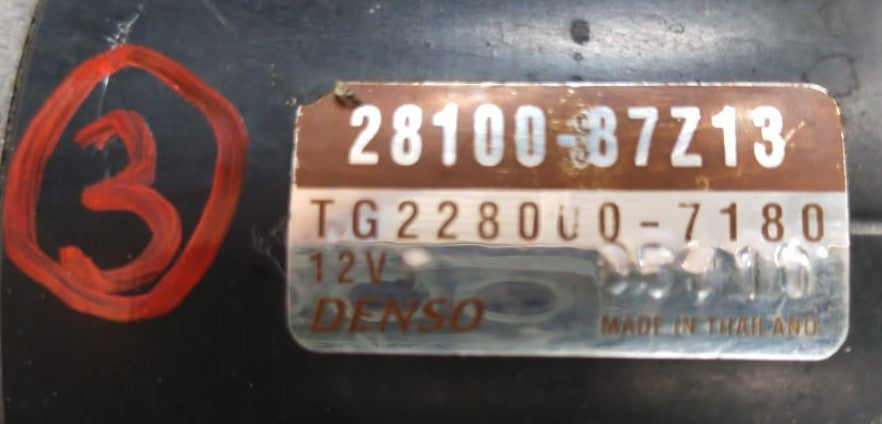 3
28100-87Z13
TG228000-7180
12V
DENSO
MADE IN THAILAND